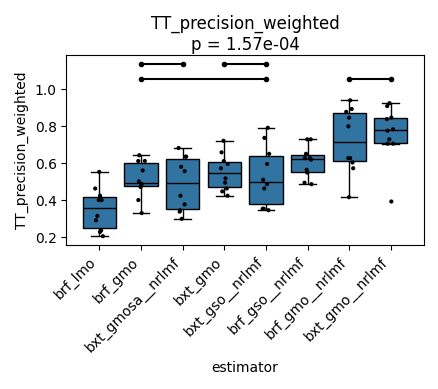 TT_precision_weighted
p = 1.57e-04
TT_precision_weighted
1.0
0.8
0.6
0.4
0.2
brf_lmo
brf_gmo
bxt_gmosa__nrlmf
bxt_gmo
bxt_gso__nrlmf
brf_gso__nrlmf
brf_gmo__nrlmf
bxt_gmo__nrlmf
estimator